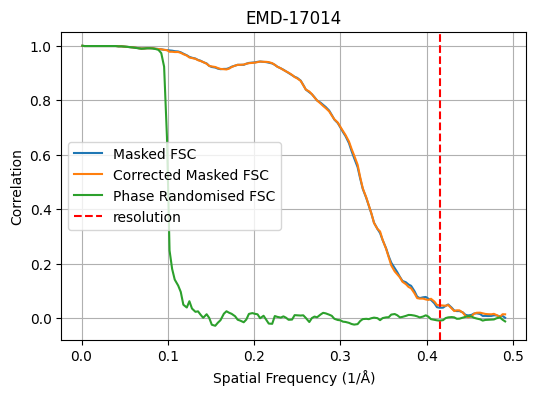 EMD-17014
1.0
0.8
0.6
0.4
0.2
0.0
Correlation
Masked FSC
Corrected Masked FSC
Phase Randomised FSC
resolution
0.0
0.1
0.2
0.3
0.4
0.5
Spatial Frequency (1/Å)